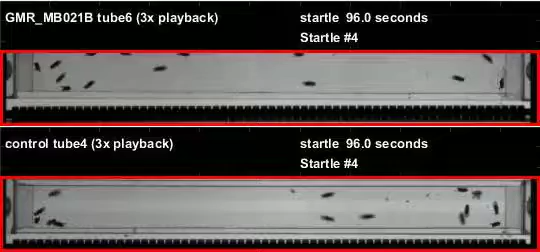 GMR_MB021B tube6 (3x playback) startle 96.0 seconds
Startle #4
control tube4 (3x playback) startle 96.0 seconds
Startle #4